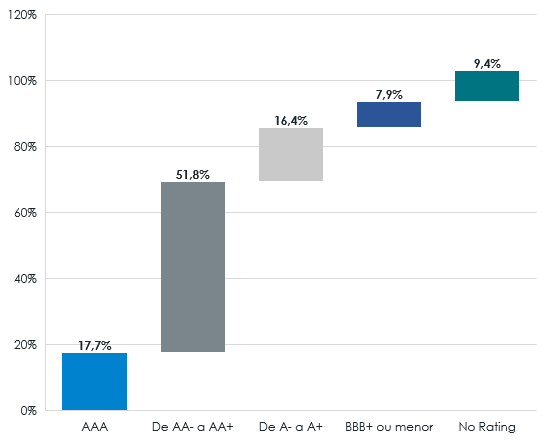 120%
100%
80%
60%
40%
20%
0%
17,7%
51,8%
16,4%
7,9%
9,4%
AAA
De AA- a AA+
De A- a A+
BBB+ ou menor
No Rating